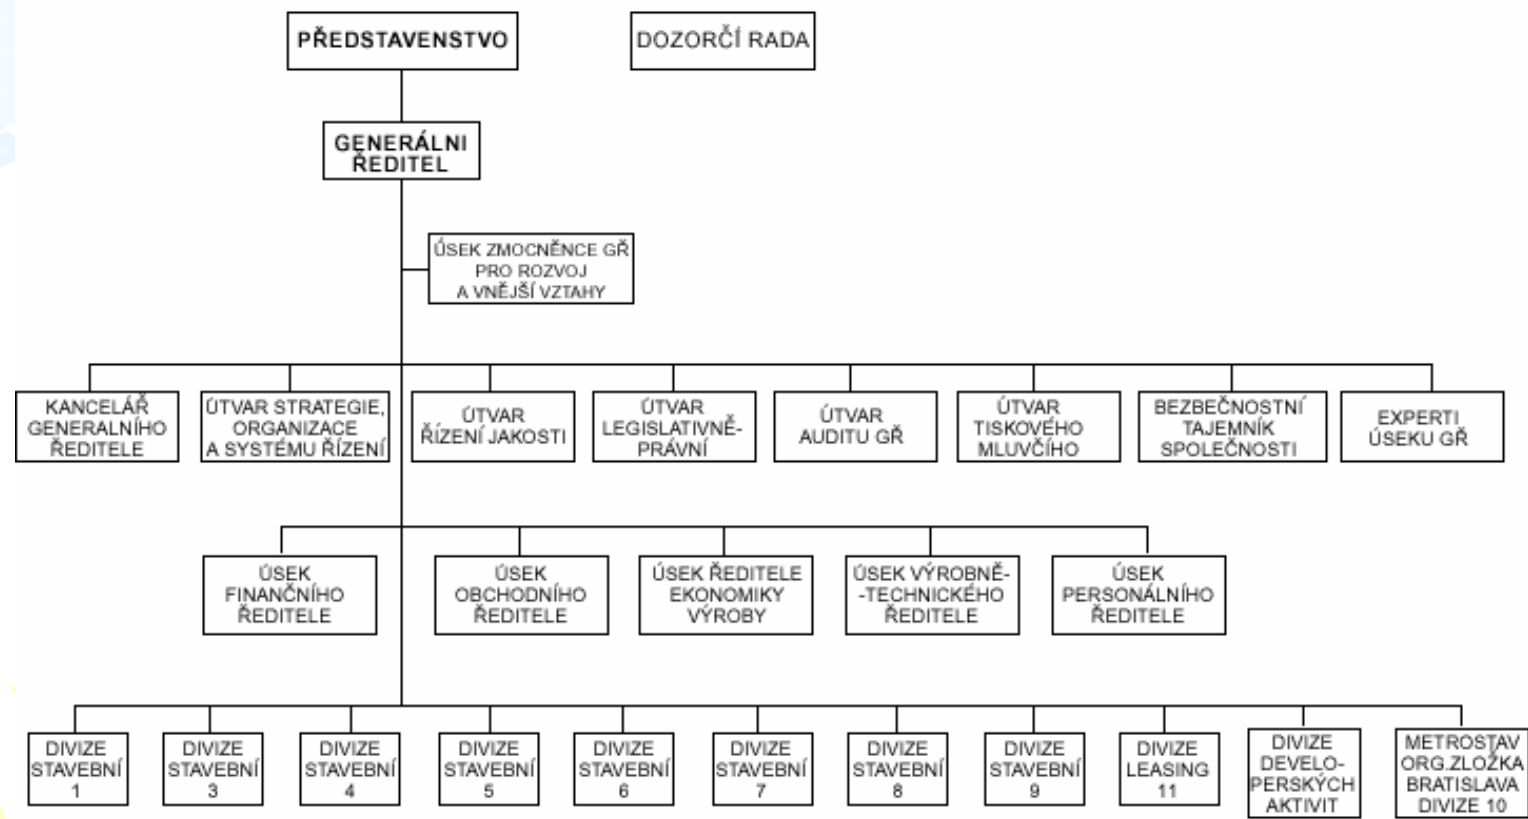 PŘEDSTAVENSTVO
DOZORČÍ RADA
GENERÁLNI
ŘEDITEL
ÚSEK ZMOCNĚNCE GŘ
PRO ROZVOJ
A VNĚJŠÍ VZTAHY
KANCELÁŘ
GENERALNÍHO
ŘEDITELE
ÚTVAR STRATEGIE,
ORGANIZACE
A SYSTÉMU ŘÍZENÍ
ÚTVAR
ŘÍZENÍ JAKOSTI
ÚTVAR
LEGISLATIVNĚ-
PRÁVNÍ
ÚTVAR
AUDITU GŘ
ÚTVAR
TISKOVÉHO
MLUVČÍHO
BEZBEČNOSTNÍ
TAJEMNÍK
SPOLEČNOSTI
EXPERTI
ÚSEKU GŘ
ÚSEK
FINANČNÍHO
ŘEDITELE
ÚSEK
OBCHODNÍHO
ŘEDITELE
ÚSEK ŘEDITELE
EKONOMIKY
VÝROBY
ÚSEK VÝROBNĚ-
-TECHNICKÉHO
ŘEDITELE
ÚSEK
PERSONÁLNÍHO
ŘEDITELE
DIVIZE
STAVEBNÍ
1
DIVIZE
STAVEBNÍ
3
DIVIZE
STAVEBNÍ
4
DIVIZE
STAVEBNÍ
5
DIVIZE
STAVEBNÍ
6
DIVIZE
STAVEBNÍ
7
DIVIZE
STAVEBNÍ
8
DIVIZE
STAVEBNÍ
9
DIVIZE
LEASING
11
DIVIZE
DEVELO-
PERSKÝCH
AKTIVIT
METROSTAV
ORG.ZLOŽKA
BRATISLAVA
DIVIZE 10